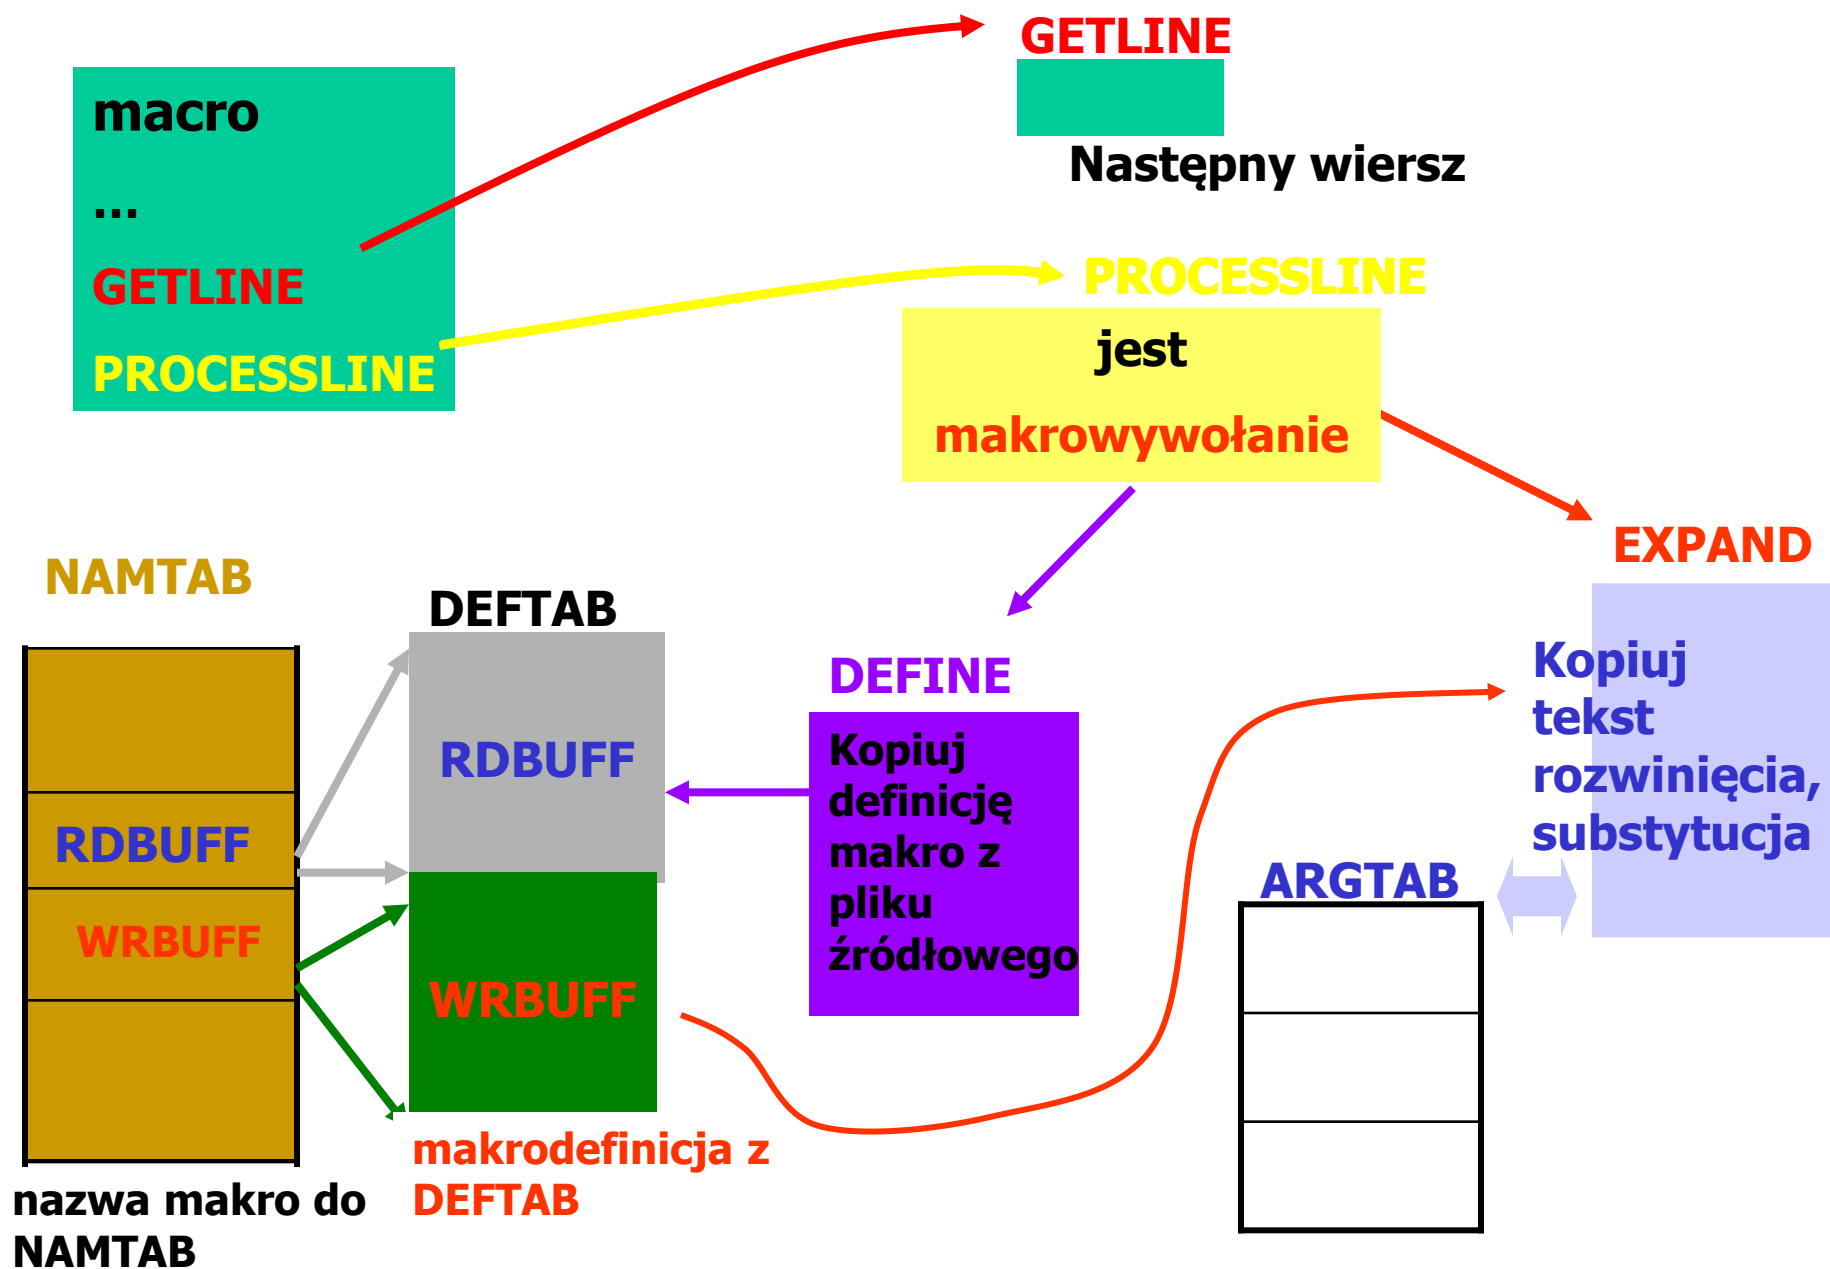 GETLINE
macro
...
GETLINE
PROCESSLINE
Następny wiersz
PROCESSLINE
jest
makrowywołanie
EXPAND
Kopiuj
tekst
rozwinięcia,
substytucja
NAMTAB
RDBUFF
WRBUFF
nazwa makro do
NAMTAB
DEFTAB
RDBUFF
WRBUFF
makrodefinicja z
DEFTAB
DEFINE
Kopiuj
definicję
makro z
pliku
źródłowego
ARGTAB